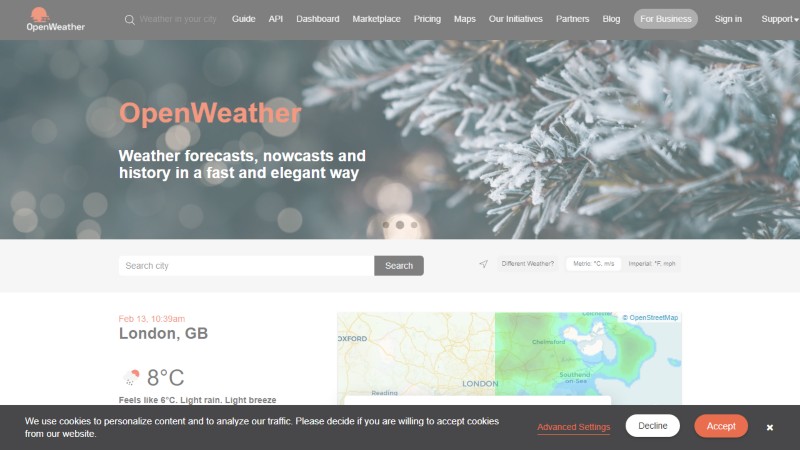 OpenWeather
Weather in your city
Guide
API
Dashboard
Marketplace
Pricing
Maps
Our Initiatives
Partners
Blog
For Business
Sign in
Support
OpenWeather
Weather forecasts, nowcasts and
history in a fast and elegant way
Search city
Search
Different Weather?
Metric: °C, m/s
Imperial: °F, mph
Feb 13, 10:39am
London, GB
8°C
Feels like 6°C. Light rain. Light breeze
© OpenStreetMap
OXFORD
Colchester
Chelmsford
Southend-
on-Sea
LONDON
Reading
We use cookies to personalize content and to analyze our traffic. Please decide if you are willing to accept cookies
from our website.
Advanced Settings
Decline
Accept